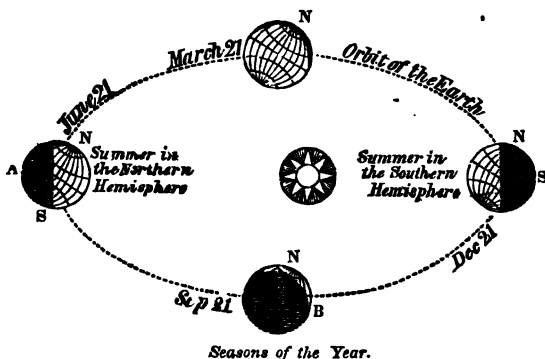 N
March 21
Orbit of the Earth
June 21
N
Summer in
the Northern
Hemisphere
A
S
N
Summer in
the Southern
Hemisphere
S
Dec 21
N
Sep 21
B
Seasons of the Year.